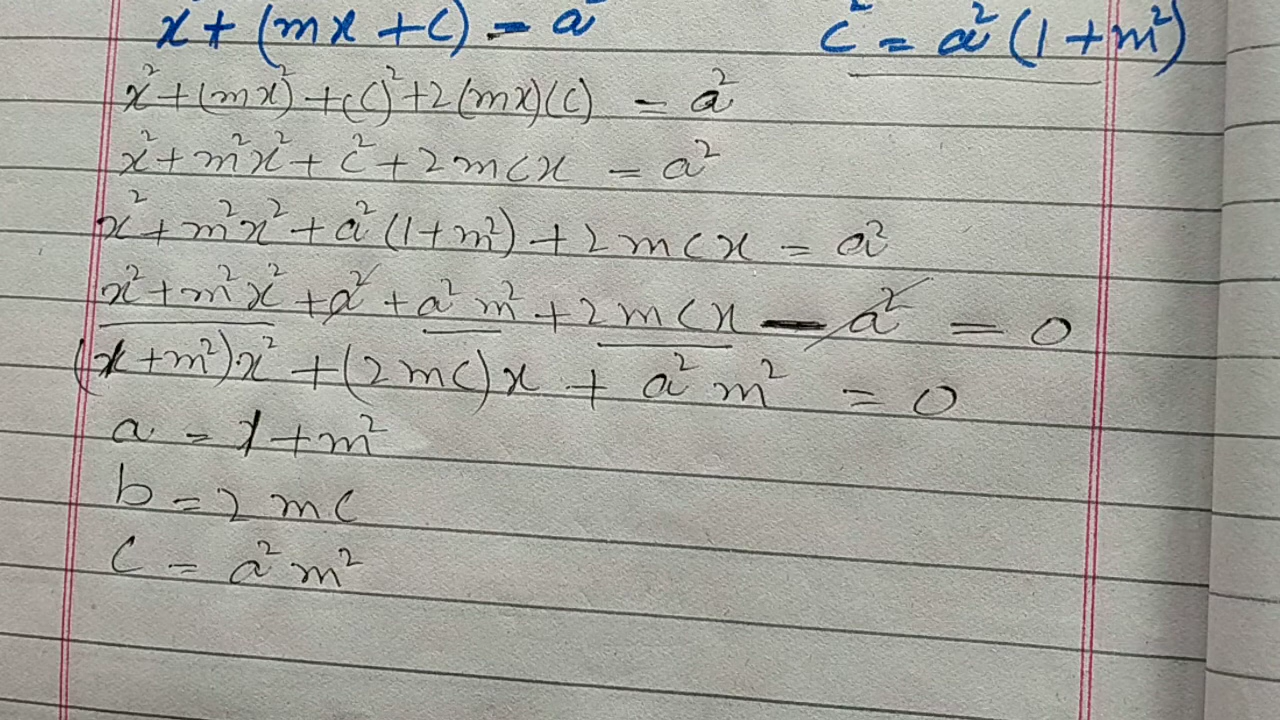 x² + (mx + c)² = a² c² = a²(1+m²)
x² + (mx)² + (c)² + 2(mx)(c) = a²
x² + m²x² + c² + 2mcx = a²
x² + m²x² + a²(1+m²) + 2mcx = a²
x² + m²x² + a² + a²m² + 2mcx - a² = 0
(1+m²)x² + (2mc)x + a²m² = 0
a = 1+m²
b = 2mc
c = a²m²